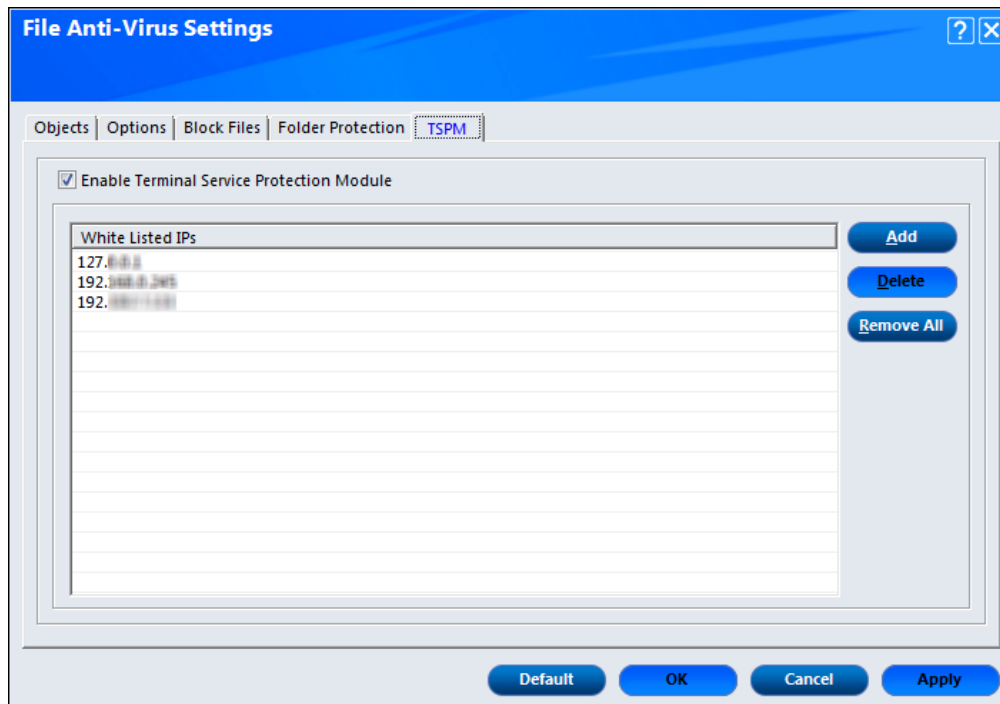 File Anti-Virus Settings
?
Objects Options Block Files Folder Protection TSPM
Enable Terminal Service Protection Module
White Listed IPs
127.
192.
192.
Add
Delete
Remove All
Default OK Cancel Apply